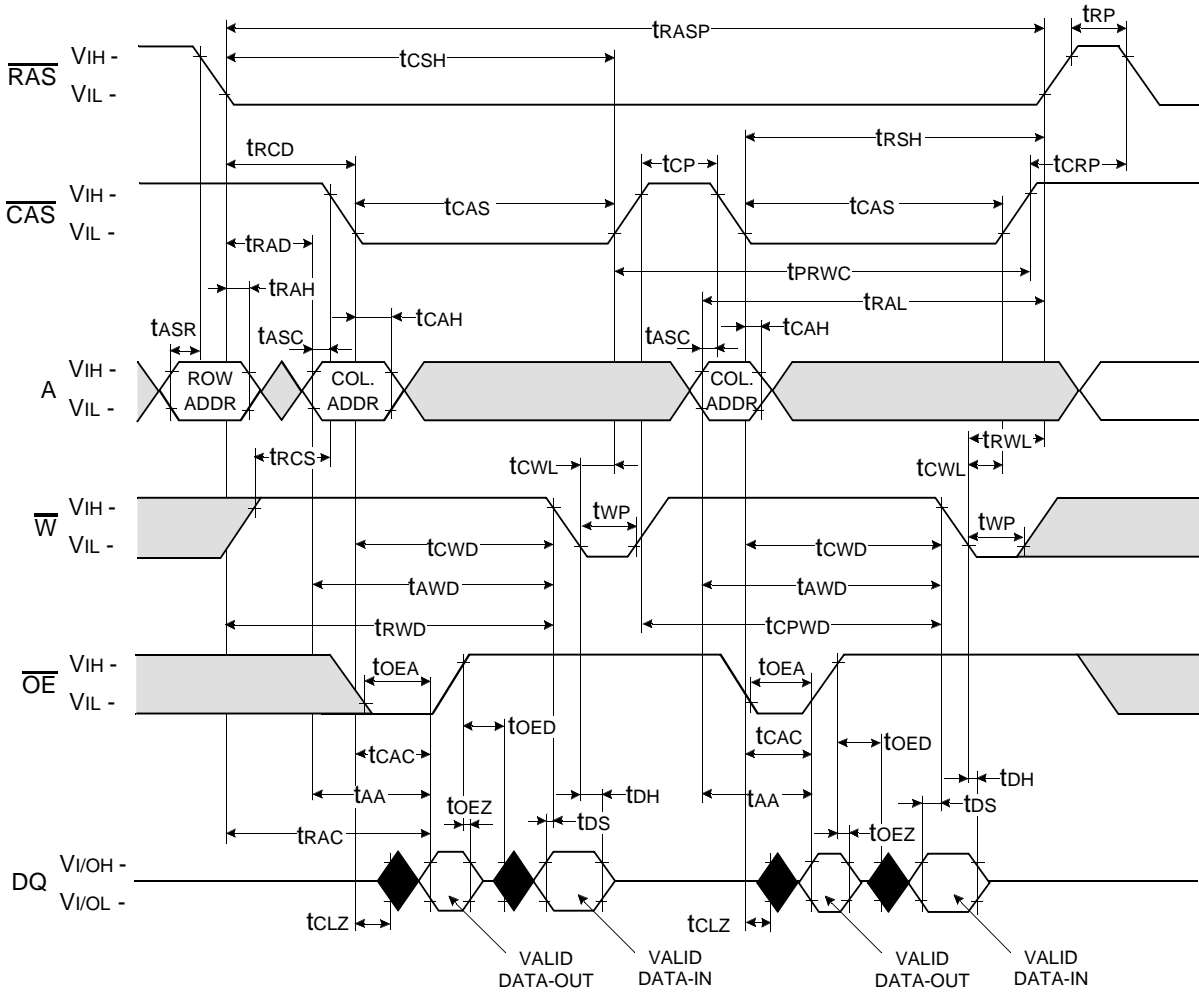 tRASP
tRP
tCSH
RAS
VIH -
VIL -
tRCD
tRSH
tCP
tCRP
CAS
VIH -
VIL -
tCAS
tCAS
tRAD
tPRWC
tRAH
tRAL
tASR
tASC
tCAH
tASC
tCAH
A
VIH -
VIL -
ROW
ADDR
COL.
ADDR
COL.
ADDR
tRWL
tRCS
tCWL
tCWL
W
VIH -
VIL -
tWP
tWP
tCWD
tCWD
tAWD
tAWD
tRWD
tCPWD
OE
VIH -
VIL -
tOEA
tOEA
tOED
tOED
tCAC
tCAC
tAA
tDH
tAA
tDH
tOEZ
tDS
tDS
tRAC
tOEZ
DQ
VI/OH -
VI/OL -
tCLZ
tCLZ
VALID
DATA-OUT
VALID
DATA-IN
VALID
DATA-OUT
VALID
DATA-IN